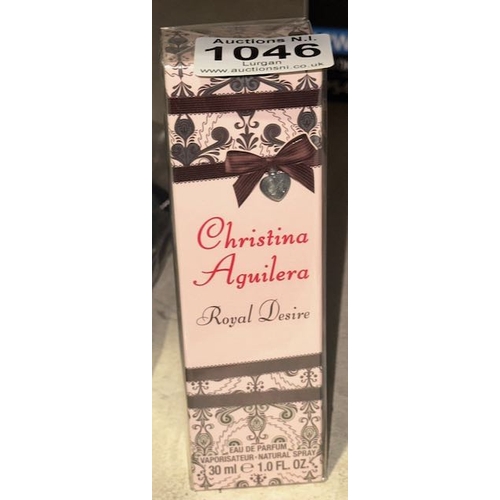 Auctions N.I.
1046
Lurgan
www.auctionsni.co.uk
Christina
Aguilera
Royal Desire
EAU DE PARFUM
VAPORISATEUR-NATURAL SPRAY
30 ml ℮ 1.0 FL. OZ.